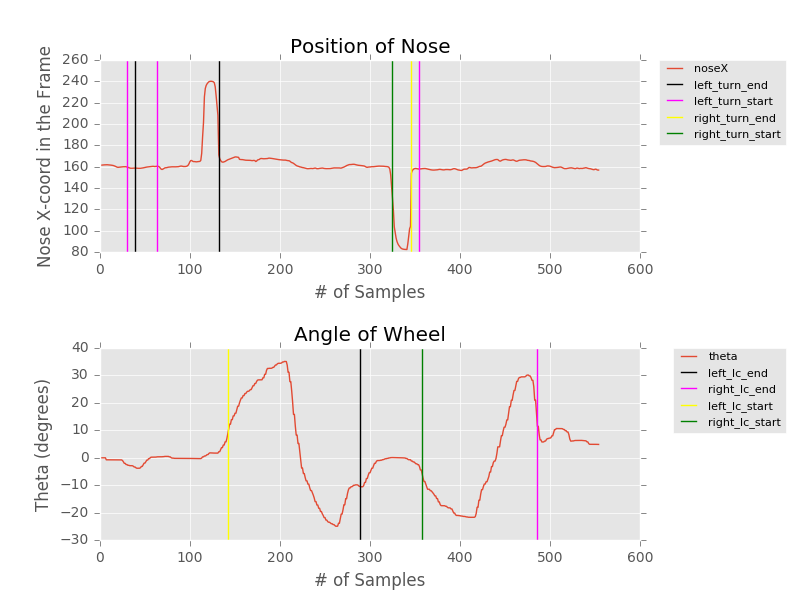 Position of Nose
260
240
220
200
180
160
140
120
100
80
Nose X-coord in the Frame
0 100 200 300 400 500 600
# of Samples
noseX
left_turn_end
left_turn_start
right_turn_end
right_turn_start
Angle of Wheel
40
30
20
10
0
−10
−20
−30
Theta (degrees)
0 100 200 300 400 500 600
# of Samples
theta
left_lc_end
right_lc_end
left_lc_start
right_lc_start